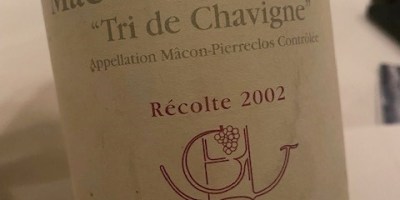 "Tri de Chavigne"
Appellation Mâcon-Pierreclos Contrôlée
Récolte 2002